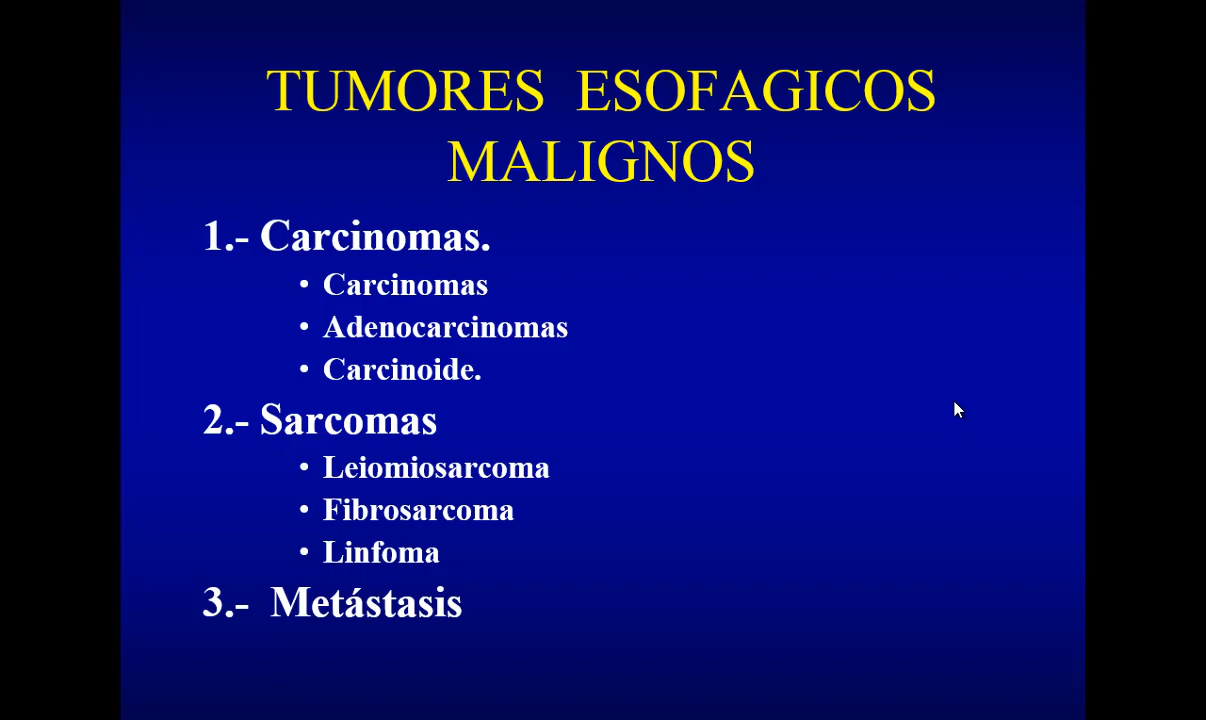 TUMORES ESOFAGICOS
MALIGNOS
1.- Carcinomas.
• Carcinomas
• Adenocarcinomas
• Carcinoide.
2.- Sarcomas
• Leiomiosarcoma
• Fibrosarcoma
• Linfoma
3.- Metástasis